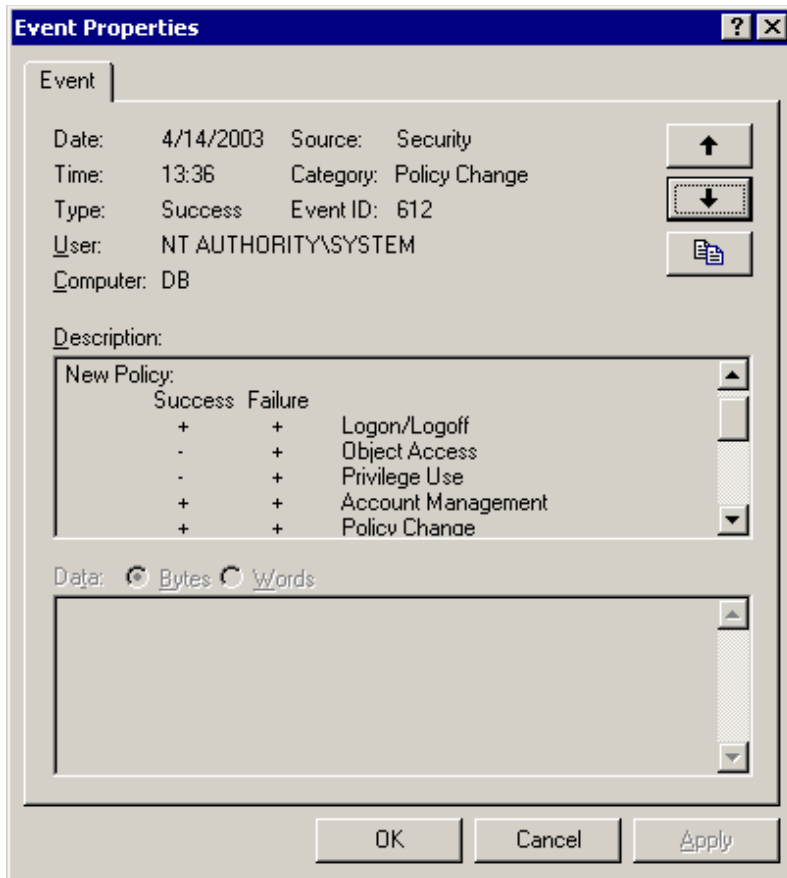 Event Properties
Event
Date: 4/14/2003 Source: Security
Time: 13:36 Category: Policy Change
Type: Success Event ID: 612
User: NT AUTHORITY\SYSTEM
Computer: DB
Description:
New Policy:
Success Failure
+ + Logon/Logoff
- + Object Access
- + Privilege Use
+ + Account Management
+ + Policy Change
Data: Bytes Words
OK Cancel Apply